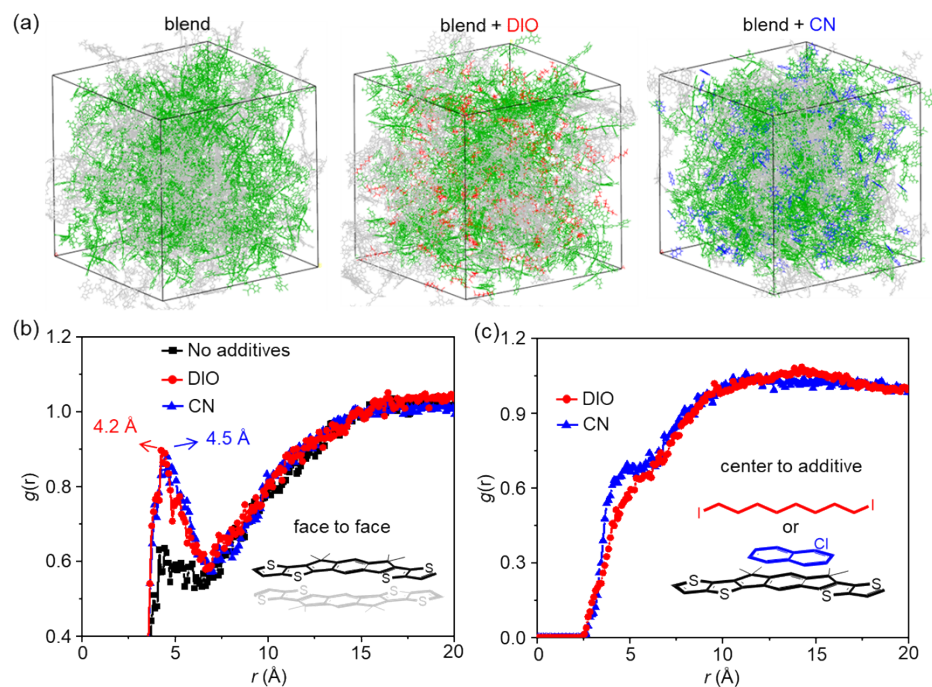 (a)
blend
blend + DIO
blend + CN
(b)
1.2
1.0
0.8
0.6
0.4
g(r)
No additives
DIO
CN
4.2 Å
4.5 Å
face to face
S
S
S
S
S
S
S
S
0
5
10
15
20
r (Å)
(c)
1.2
0.9
0.6
0.3
0.0
g(r)
DIO
CN
center to additive
I
I
or
Cl
S
S
S
S
0
5
10
15
20
r (Å)